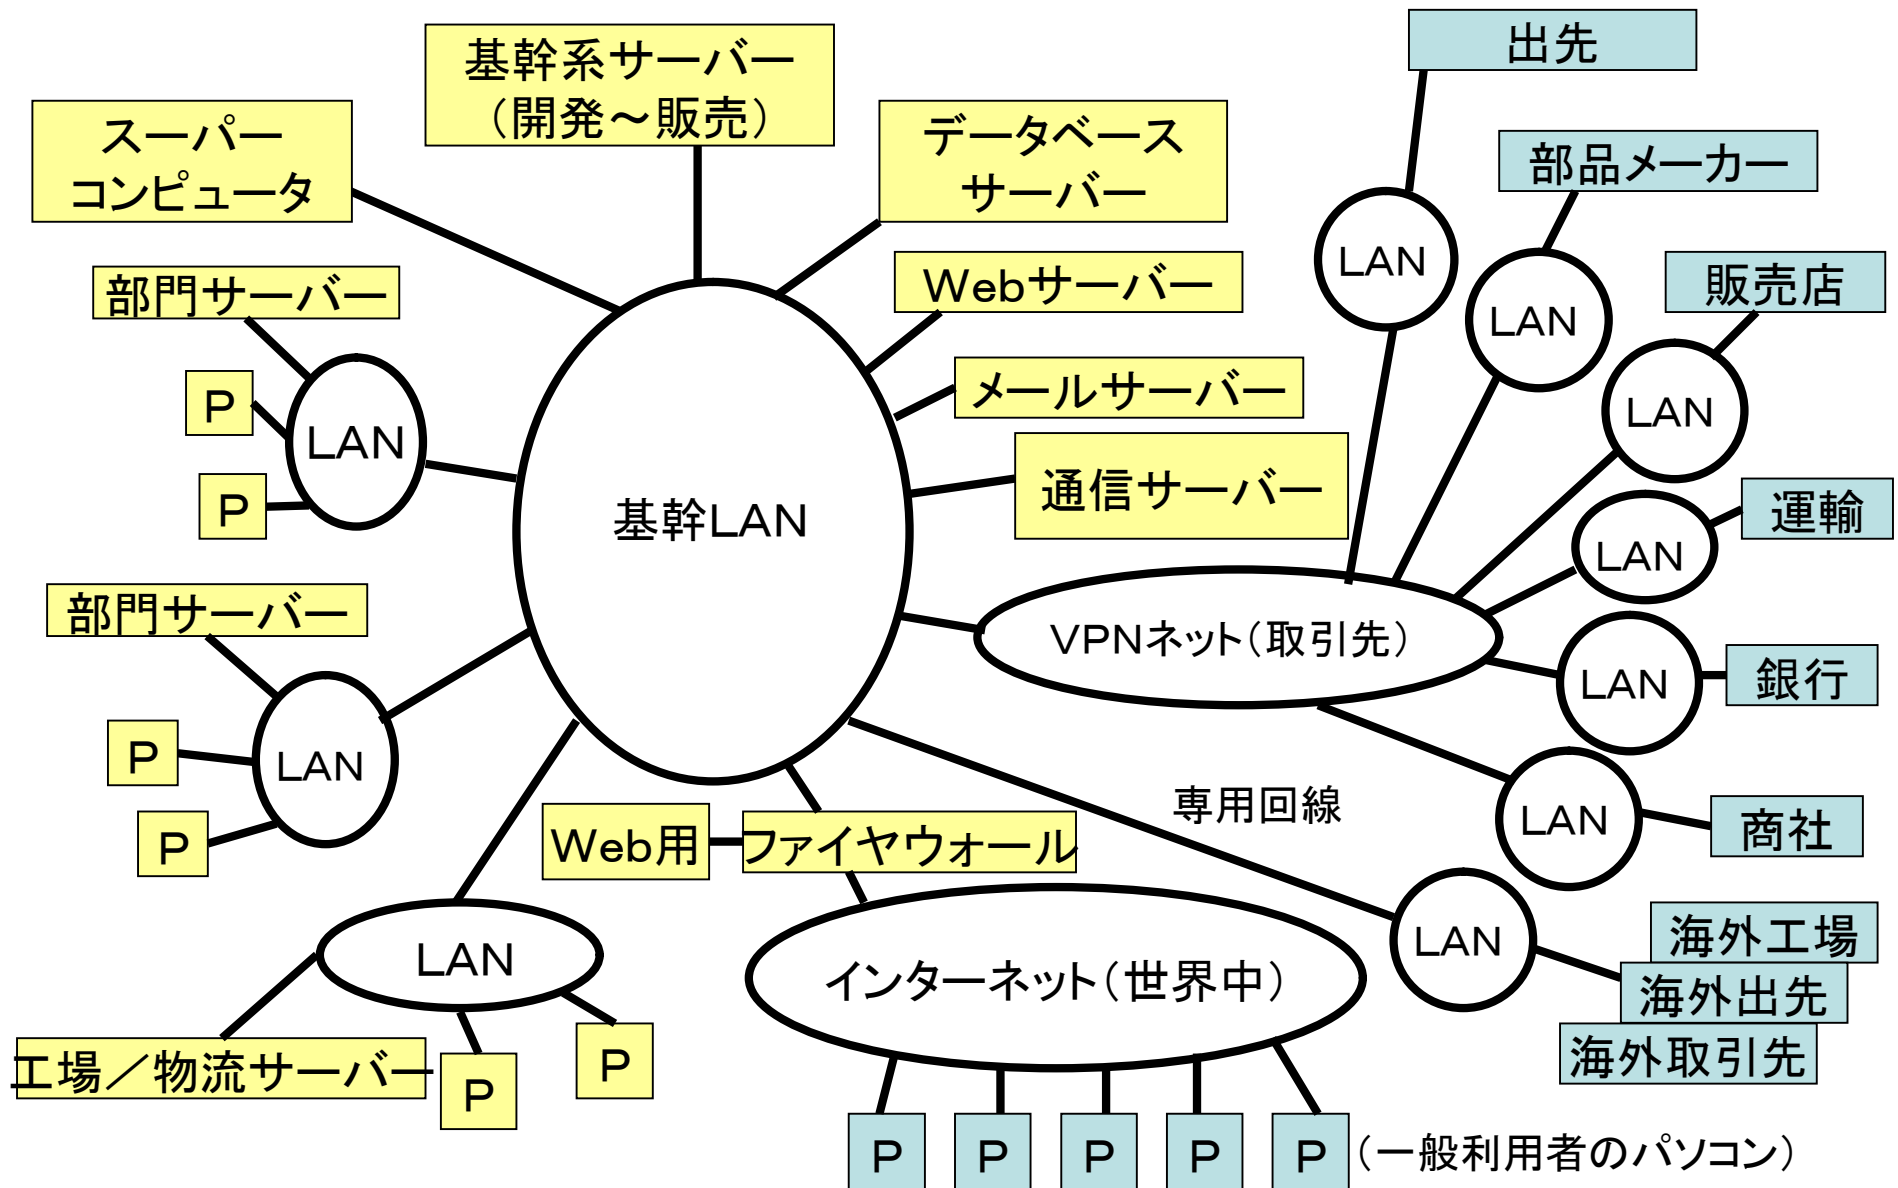 出先
基幹系サーバー
（開発～販売）
スーパー
コンピュータ
データベース
サーバー
部品メーカー
LAN
Webサーバー
販売店
部門サーバー
LAN
メールサーバー
P
LAN
LAN
通信サーバー
運輸
P
基幹LAN
LAN
部門サーバー
VPNネット（取引先）
銀行
LAN
P
LAN
専用回線
商社
LAN
P
Web用
ファイヤウォール
海外工場
LAN
LAN
インターネット（世界中）
海外出先
海外取引先
工場／物流サーバー
P
P
P
P
P
P
P
（一般利用者のパソコン）